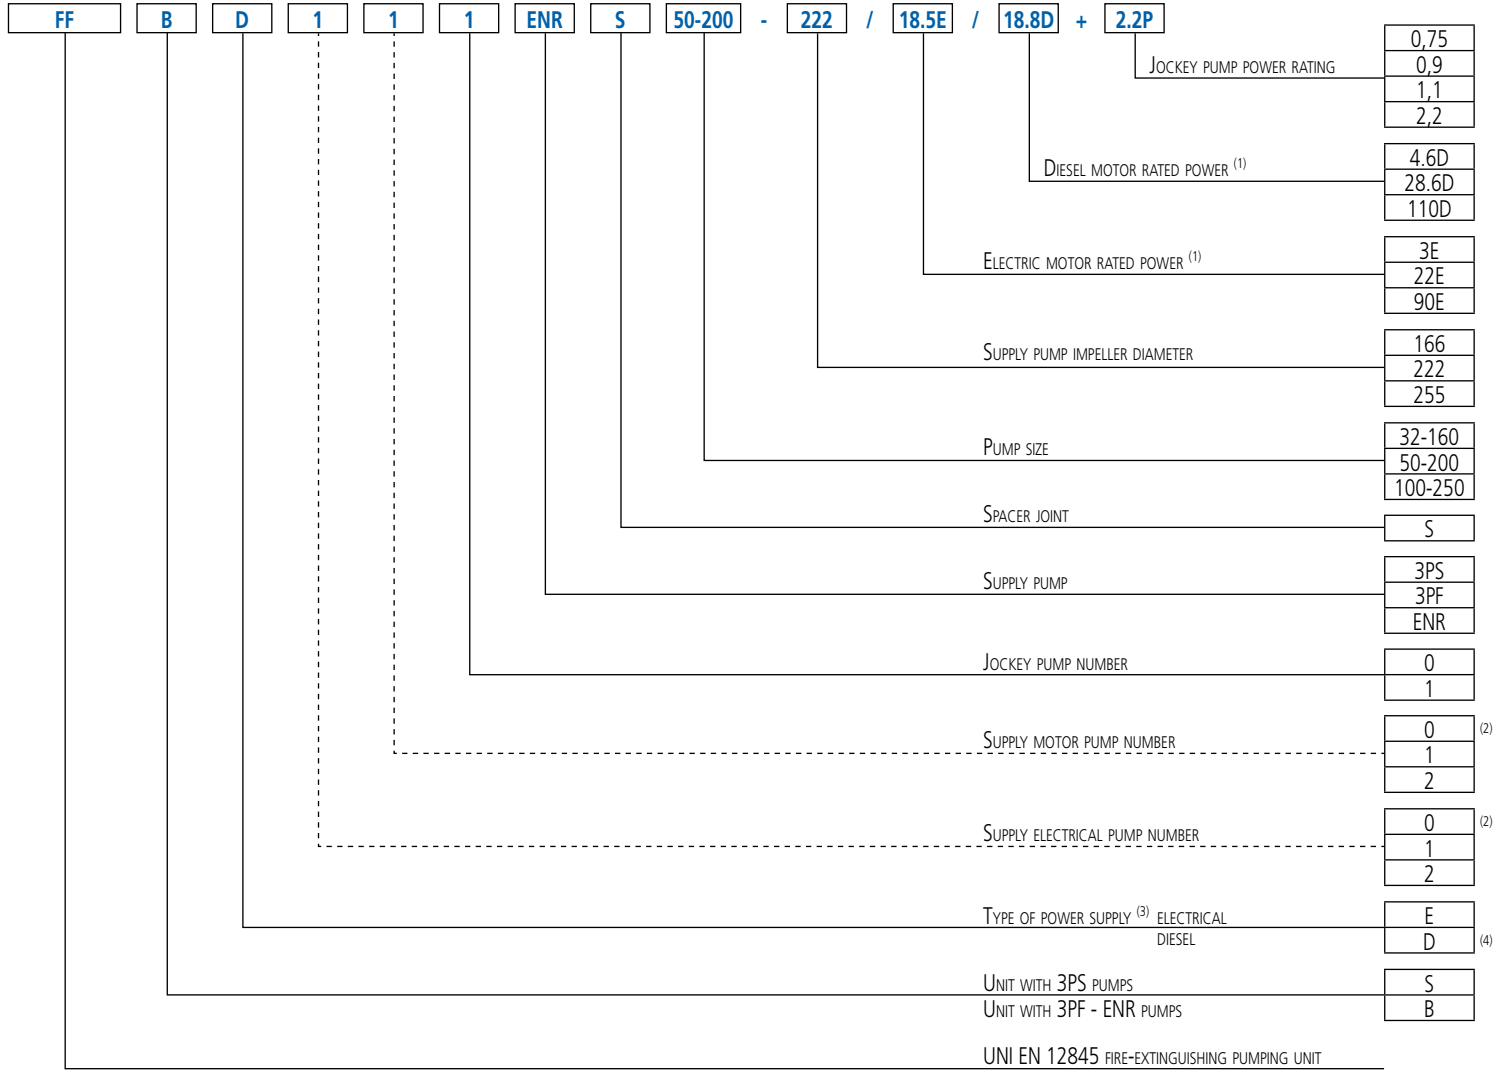 FF B D 1 1 1 ENR S 50-200 - 222 / 18.5E / 18.8D + 2.2P
Jockey pump power rating
0,75
0,9
1,1
2,2
Diesel motor rated power (1)
4.6D
28.6D
110D
Electric motor rated power (1)
3E
22E
90E
Supply pump impeller diameter
166
222
255
Pump size
32-160
50-200
100-250
Spacer joint
S
Supply pump
3PS
3PF
ENR
Jockey pump number
0
1
Supply motor pump number
0 (2)
1
2
Supply electrical pump number
0 (2)
1
2
Type of power supply (3) electrical E
diesel D (4)
Unit with 3PS pumps S
Unit with 3PF - ENR pumps B
UNI EN 12845 fire-extinguishing pumping unit